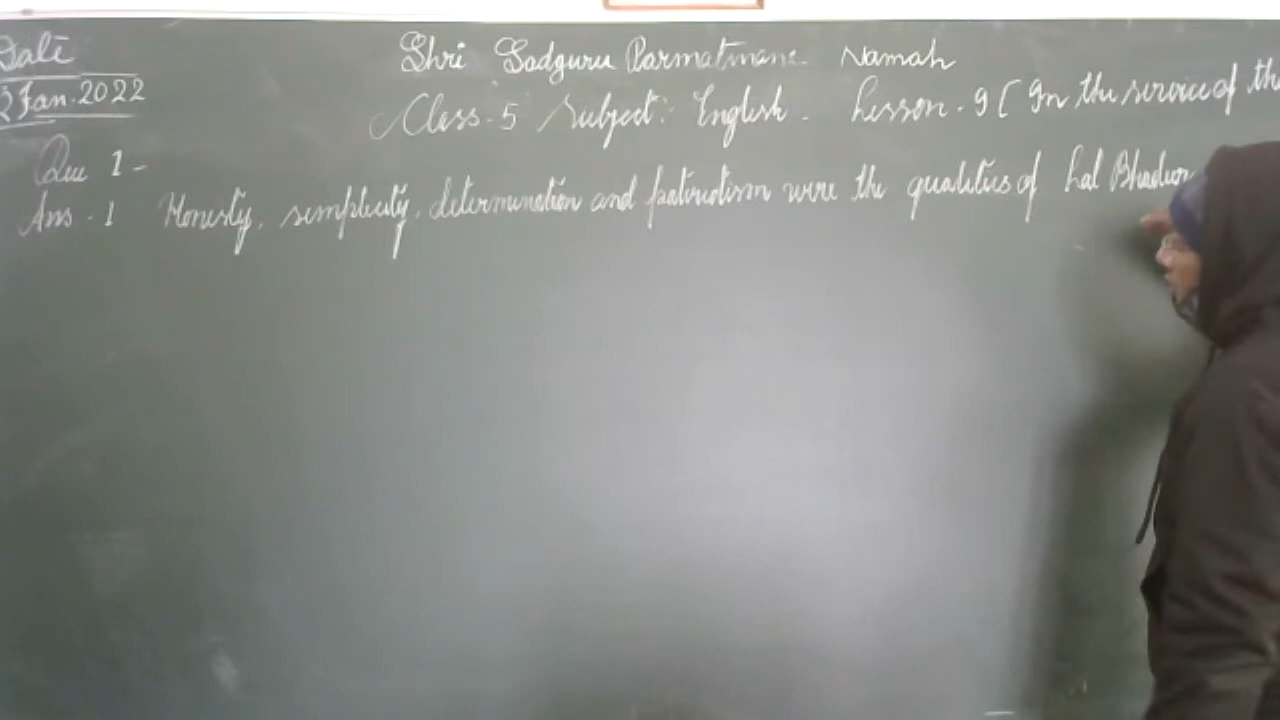 Date
2 Jan. 2022
Shri Sadguru Parmatmane Namah
Class. 5 Subject: English. Lesson. 9 ( In the service of the
Que 1 -
Ans. 1 Honesty, simplicity, determination and patriotism were the qualities of Lal Bhadur